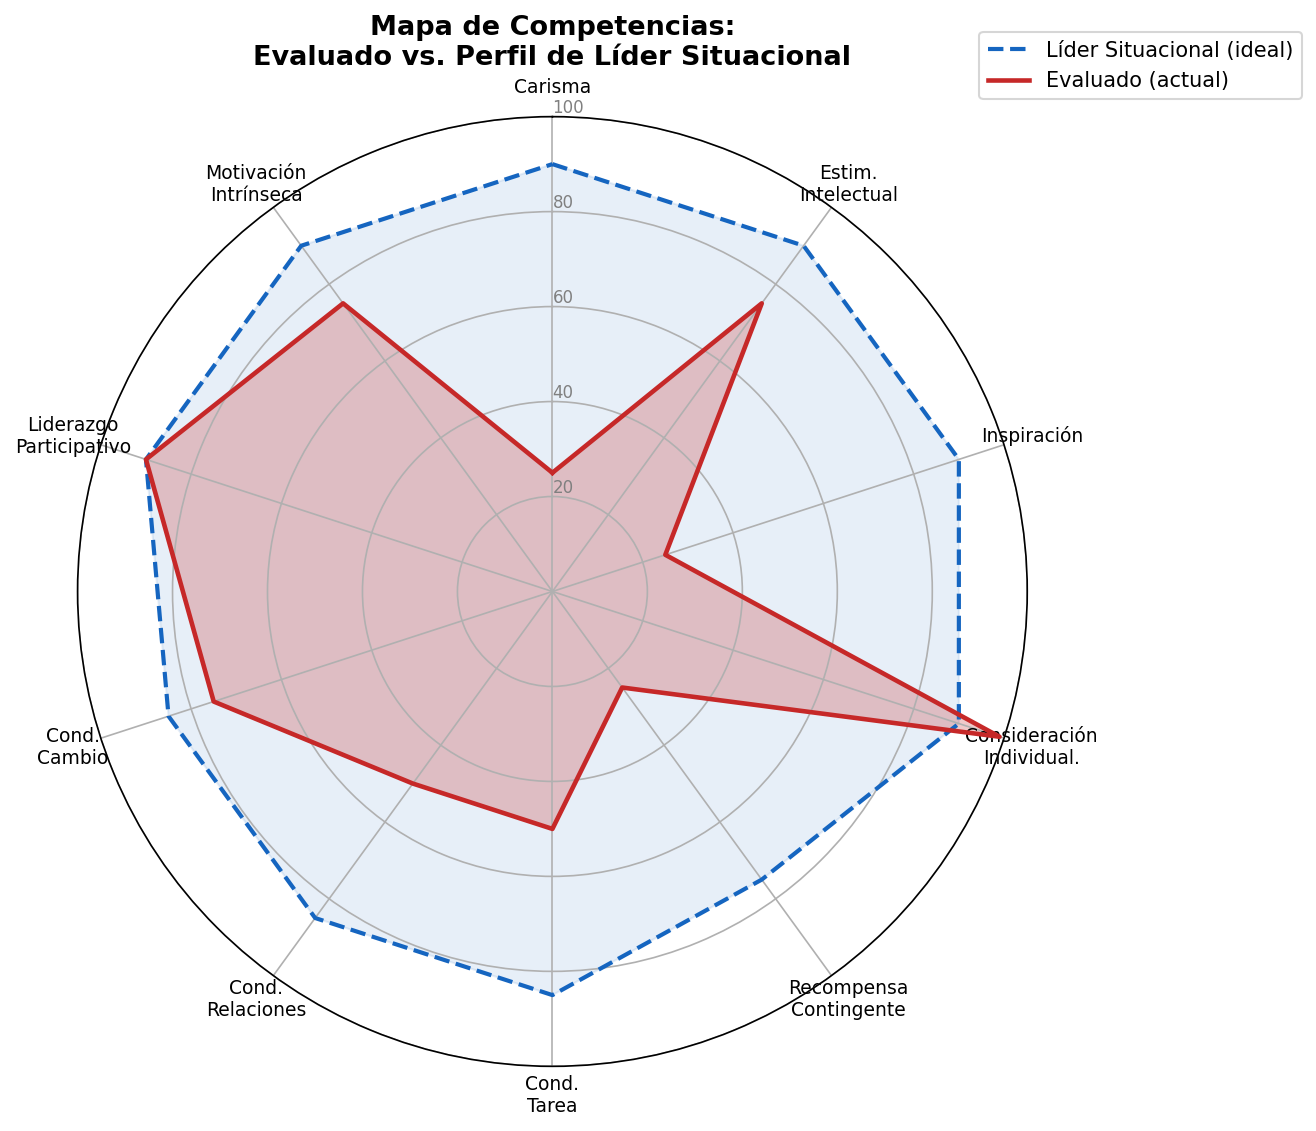 Mapa de Competencias:
Evaluado vs. Perfil de Líder Situacional
Líder Situacional (ideal)
Evaluado (actual)
Carisma
100
80
60
40
20
Estim.
Intelectual
Inspiración
Consideración
Individual.
Recompensa
Contingente
Cond.
Tarea
Cond.
Relaciones
Cond.
Cambio
Liderazgo
Participativo
Motivación
Intrínseca